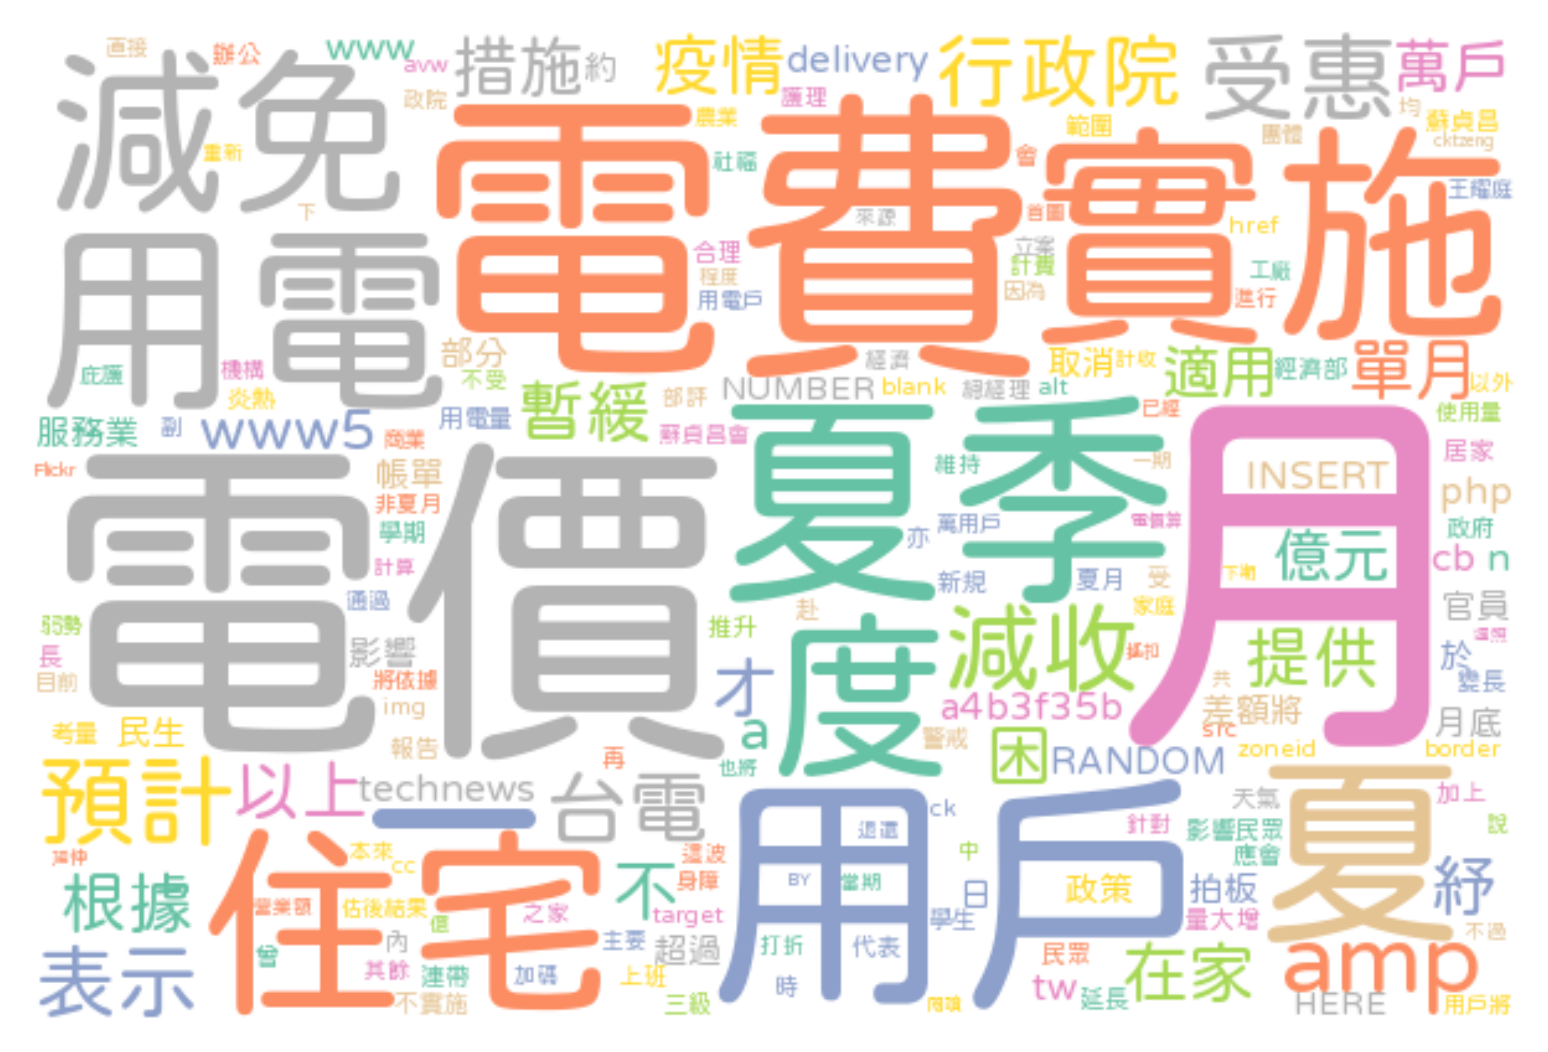 直接
辦公
www
avw
措施
約
疫情
delivery
行政院
受惠
萬戶
減免
政院
護理
農業
範圍
團體
均
蘇貞昌
cktzeng
重新
電費
實施
社福
會
王耀庭
下
來源
首圖
href
用電
合理
立案
計費
工廠
程度
因為
進行
用電戶
部分
經濟
取消
計收
適用
經濟部
單月
庇護
機構
不受
NUMBER
blank
總經理
alt
以外
炎熱
暫緩
部評
服務業
副
www5
用電量
夏季
已經
月
使用量
商業
蘇貞昌會
Flickr
電價
帳單
維持
一期
居家
INSERT
php
非夏月
學期
亦
萬用戶
電價算
政府
計算
億元
cb
n
下期
新規
夏月
受
通過
赴
家庭
官員
弱勢
推升
度
減收
提供
長
影響
於
目前
將依據
才
共
變長
img
a4b3f35b
差額將
src
月底
考量
民生
a
報告
警戒
zoneid
border
再
也將
困
RANDOM
預計
以上
technews
一
台電
用戶
夏
天氣
加上
ck
針對
影響民眾
說
退還
住宅
本來
cc
這波
中
應會
根據
不
身障
BY
當期
日
政策
拍板
紓
營業額
估後結果
之家
target
學生
量大增
不過
曾
內
主要
超過
打折
代表
民眾
在家
amp
表示
其餘
連帶
加碼
上班
時
tw
延長
不實施
三級
HERE
用戶將